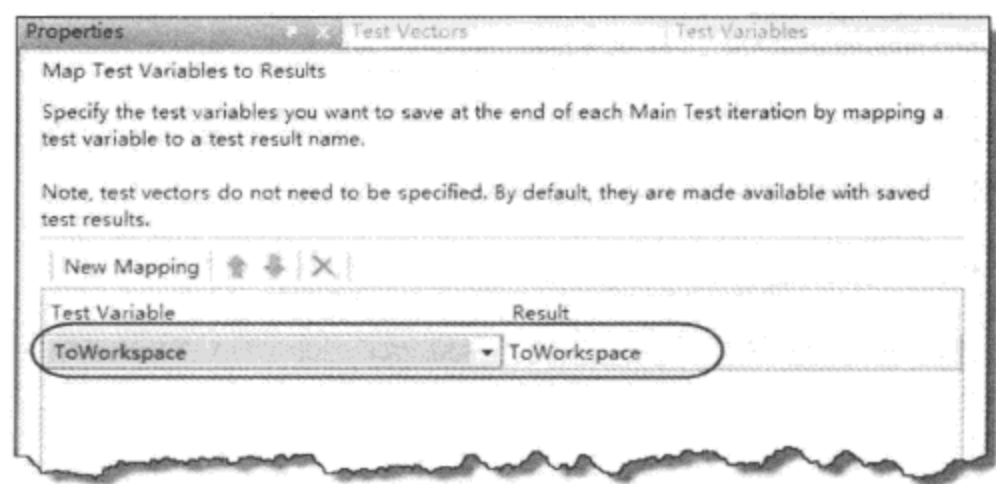 Properties Test Vectors Test Variables
Map Test Variables to Results
Specify the test variables you want to save at the end of each Main Test iteration by mapping a
test variable to a test result name.
Note, test vectors do not need to be specified. By default, they are made available with saved
test results.
New Mapping
Test Variable Result
ToWorkspace ToWorkspace